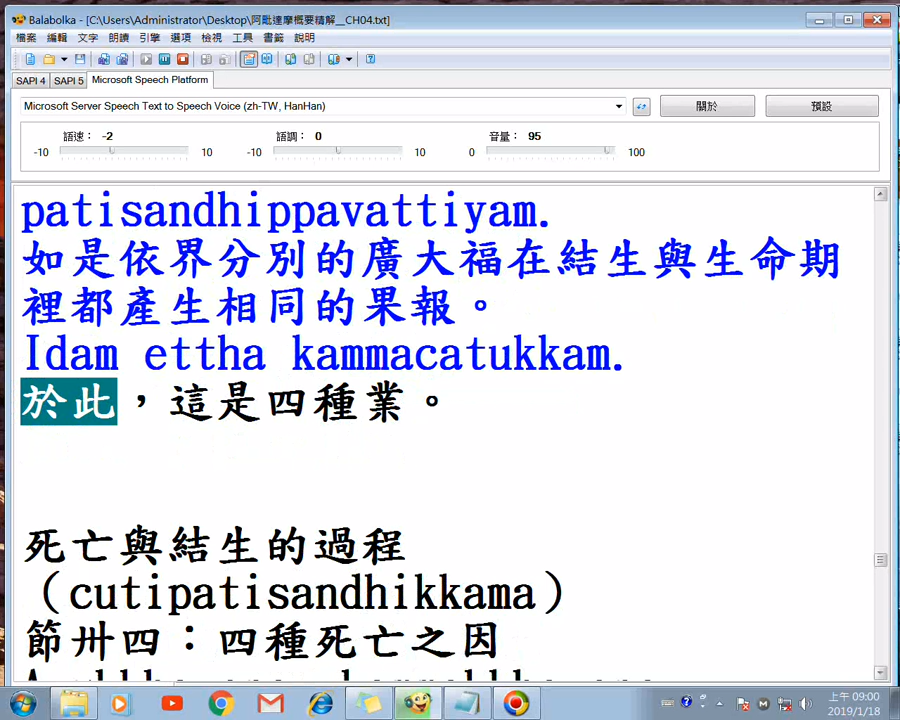 Balabolka - [C:\Users\Administrator\Desktop\阿毗達摩概要精解__CH04.txt]
檔案 編輯 文字 朗讀 引擎 選項 檢視 工具 書籤 說明
SAPI 4 SAPI 5 Microsoft Speech Platform
Microsoft Server Speech Text to Speech Voice (zh-TW, HanHan) 關於 預設
語速： -2 語調： 0 音量： 95
-10 10 -10 10 0 100
patisandhippavattiyam.
如是依界分別的廣大福在結生與生命期
裡都產生相同的果報。
Idam ettha kammacatukkam.
於此，這是四種業。
死亡與結生的過程
（cutipatisandhikkama）
節卅四：四種死亡之因
上午 09:00
2019/1/18